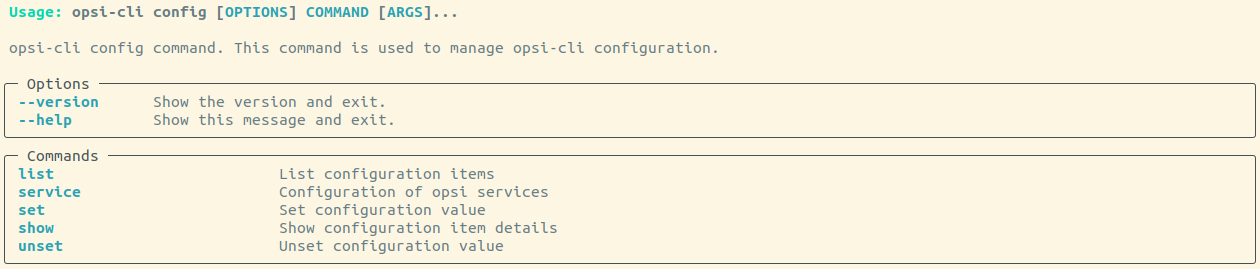 Usage: opsi-cli config [OPTIONS] COMMAND [ARGS]...
opsi-cli config command. This command is used to manage opsi-cli configuration.
Options
--version Show the version and exit.
--help Show this message and exit.
Commands
list List configuration items
service Configuration of opsi services
set Set configuration value
show Show configuration item details
unset Unset configuration value